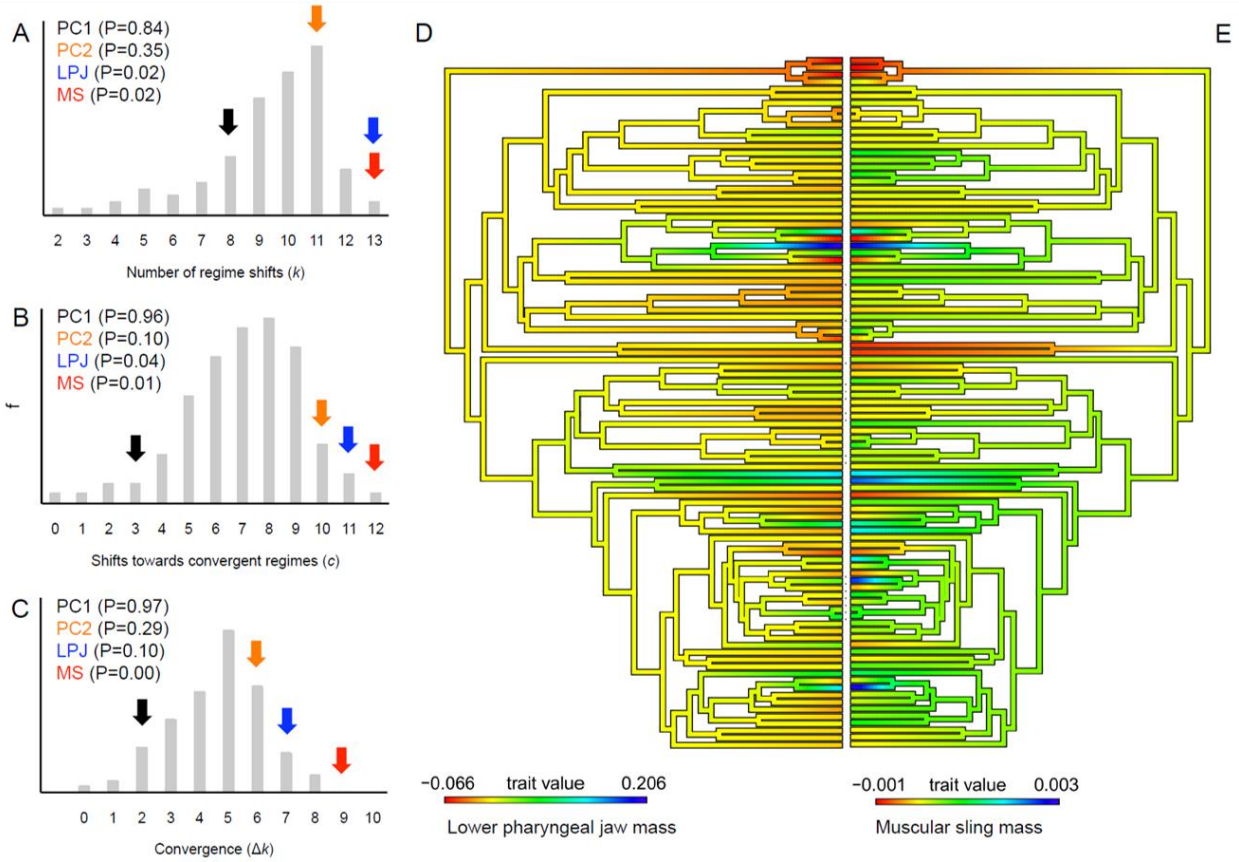 A
PC1 (P=0.84)
PC2 (P=0.35)
LPJ (P=0.02)
MS (P=0.02)
2 3 4 5 6 7 8 9 10 11 12 13
Number of regime shifts (k)
B
PC1 (P=0.96)
PC2 (P=0.10)
LPJ (P=0.04)
MS (P=0.01)
f
0 1 2 3 4 5 6 7 8 9 10 11 12
Shifts towards convergent regimes (c)
C
PC1 (P=0.97)
PC2 (P=0.29)
LPJ (P=0.10)
MS (P=0.00)
0 1 2 3 4 5 6 7 8 9 10
Convergence (Δk)
D
E
−0.066 trait value 0.206
Lower pharyngeal jaw mass
−0.001 trait value 0.003
Muscular sling mass